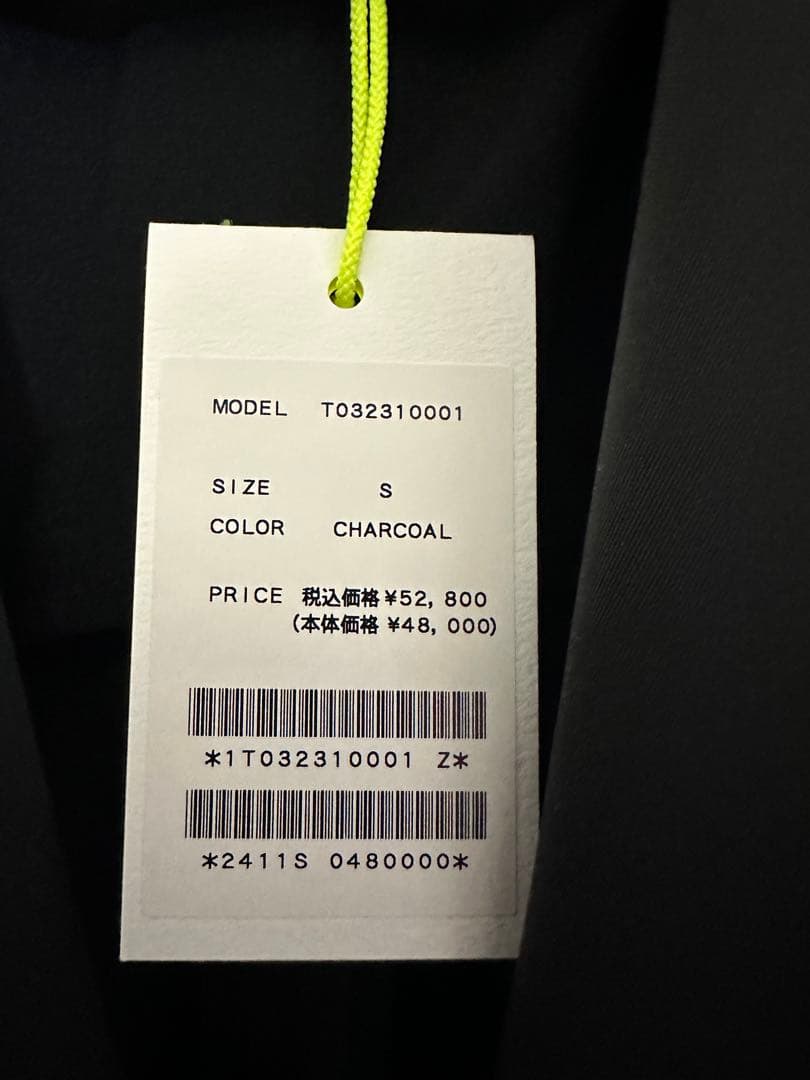 MODEL T032310001
SIZE S
COLOR CHARCOAL
PRICE 税込価格¥52,800
(本体価格 ¥48,000)
*1T032310001 Z*
*2411S 0480000*